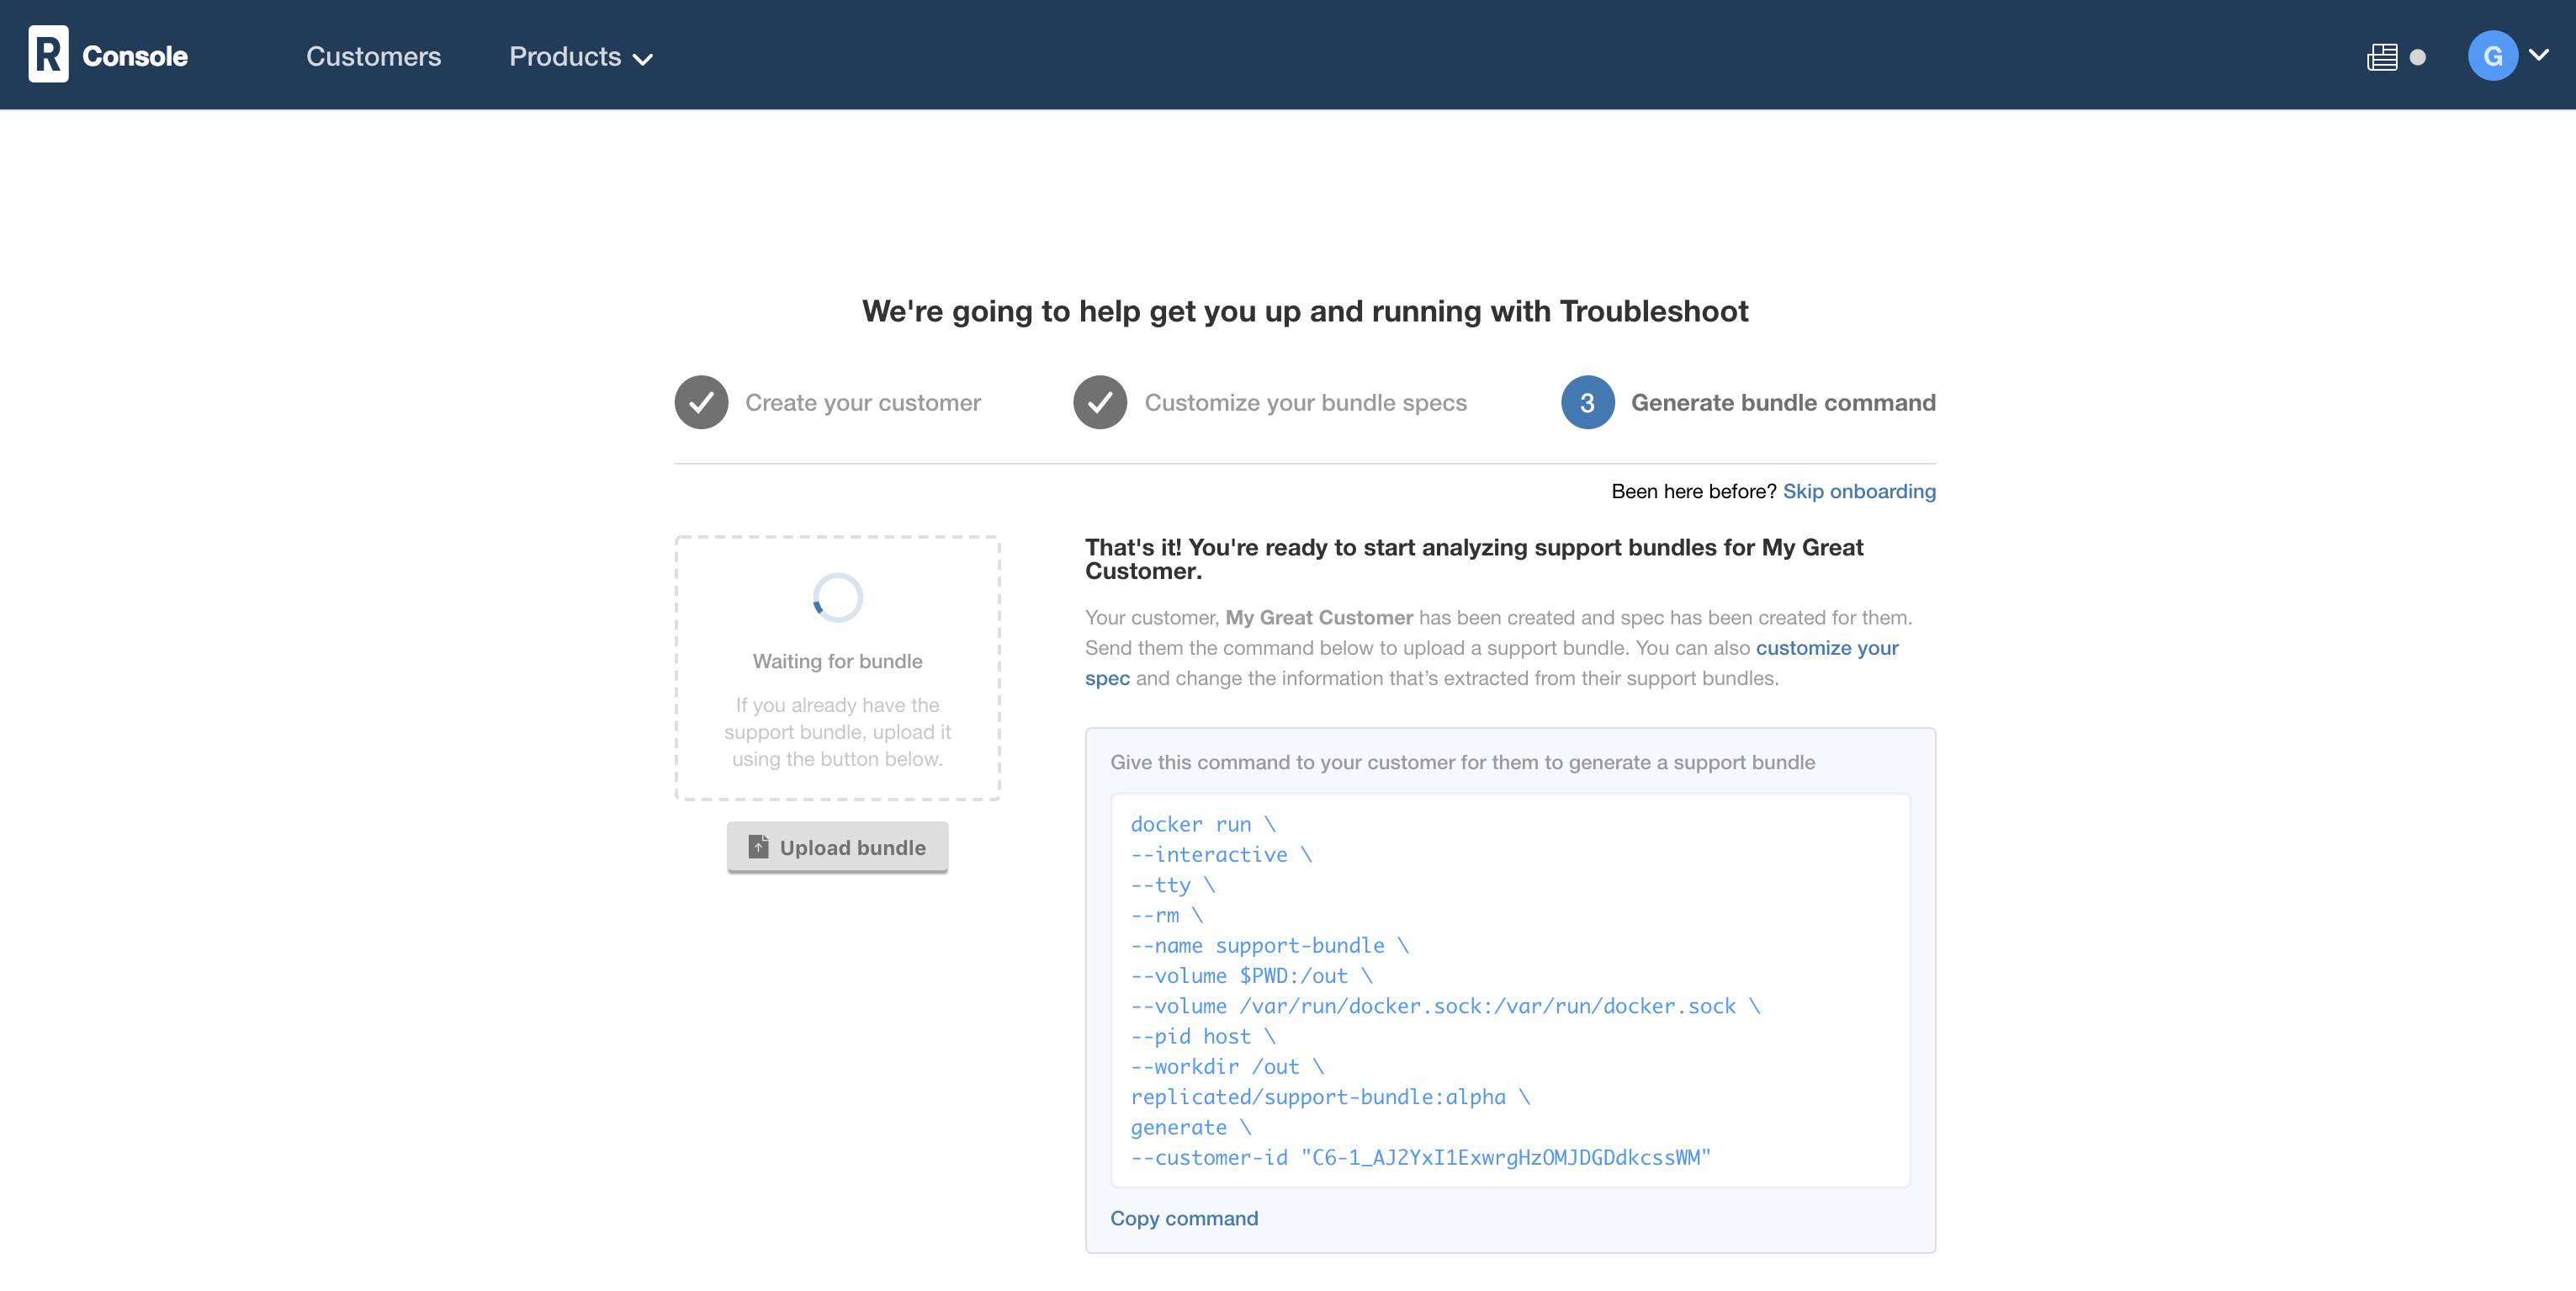 R Console Customers Products G
We're going to help get you up and running with Troubleshoot
Create your customer Customize your bundle specs 3 Generate bundle command
Been here before? Skip onboarding
Waiting for bundle
If you already have the
support bundle, upload it
using the button below.
Upload bundle
That's it! You're ready to start analyzing support bundles for My Great
Customer.
Your customer, My Great Customer has been created and spec has been created for them.
Send them the command below to upload a support bundle. You can also customize your
spec and change the information that’s extracted from their support bundles.
Give this command to your customer for them to generate a support bundle
docker run \
--interactive \
--tty \
--rm \
--name support-bundle \
--volume $PWD:/out \
--volume /var/run/docker.sock:/var/run/docker.sock \
--pid host \
--workdir /out \
replicated/support-bundle:alpha \
generate \
--customer-id "C6-1_AJ2YxI1ExwrgHzOMJDGDdkcssWM"
Copy command